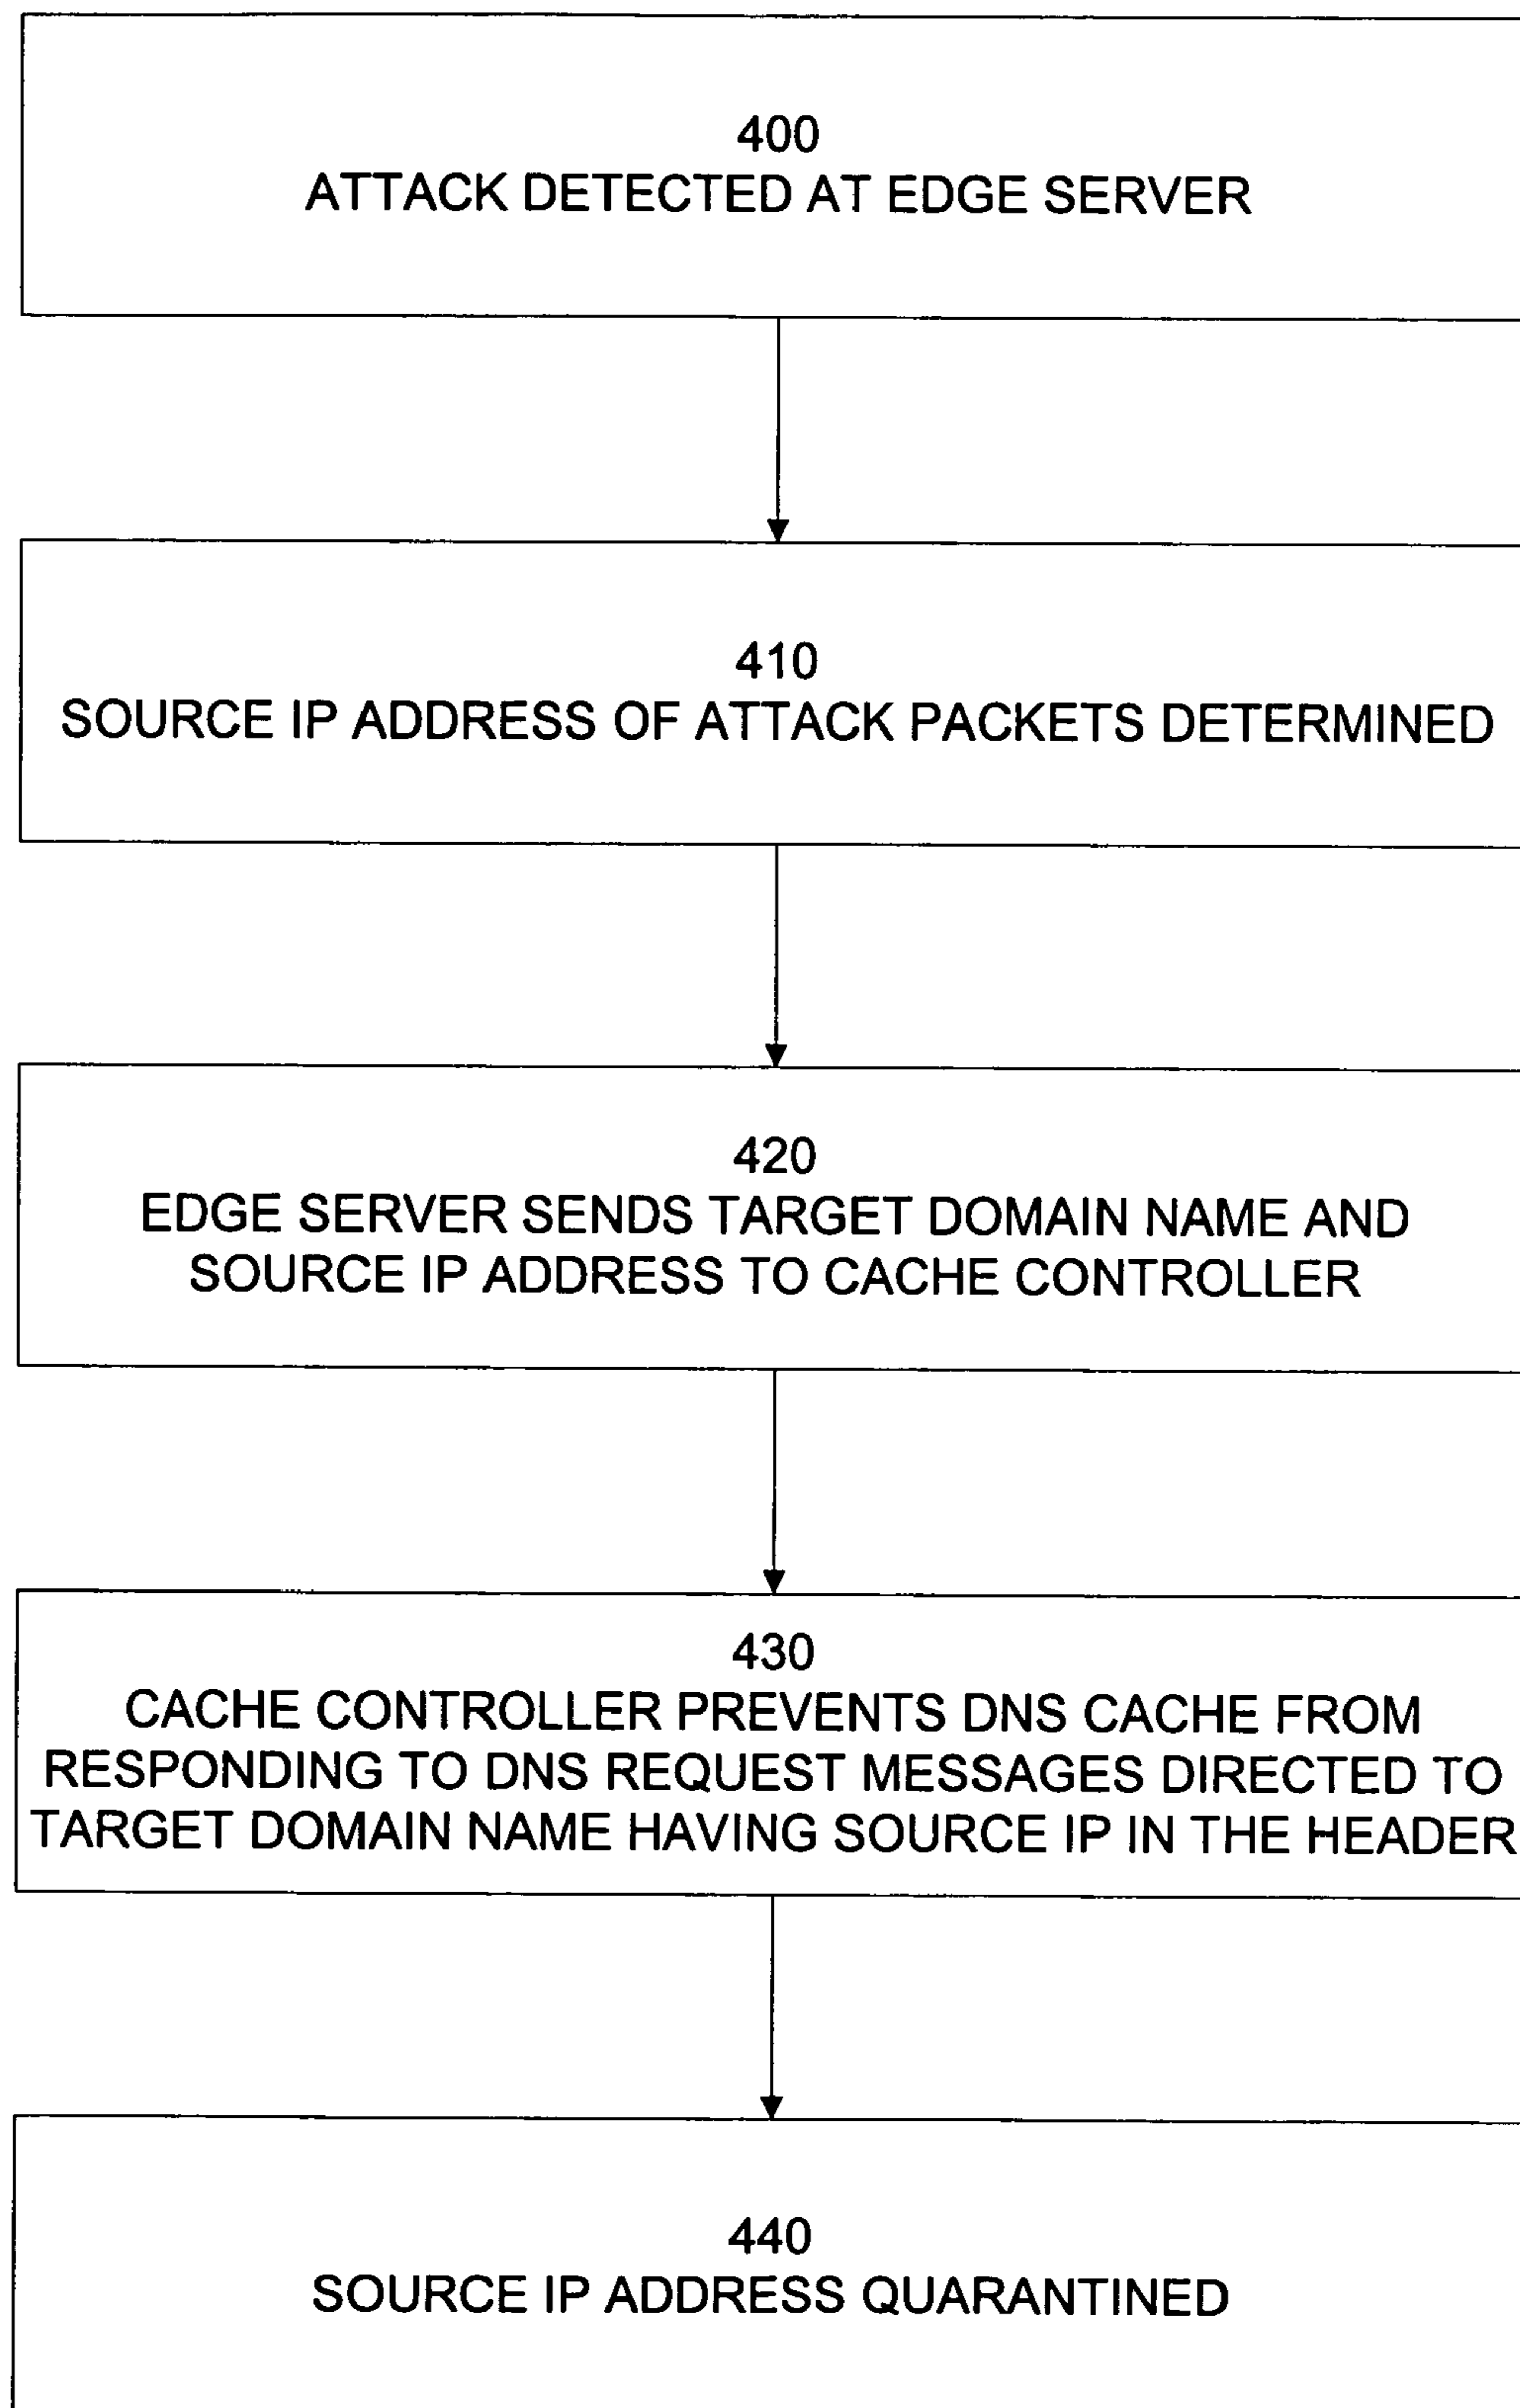 400
ATTACK DETECTED AT EDGE SERVER
410
SOURCE IP ADDRESS OF ATTACK PACKETS DETERMINED
420
EDGE SERVER SENDS TARGET DOMAIN NAME AND
SOURCE IP ADDRESS TO CACHE CONTROLLER
430
CACHE CONTROLLER PREVENTS DNS CACHE FROM
RESPONDING TO DNS REQUEST MESSAGES DIRECTED TO
TARGET DOMAIN NAME HAVING SOURCE IP IN THE HEADER
440
SOURCE IP ADDRESS QUARANTINED